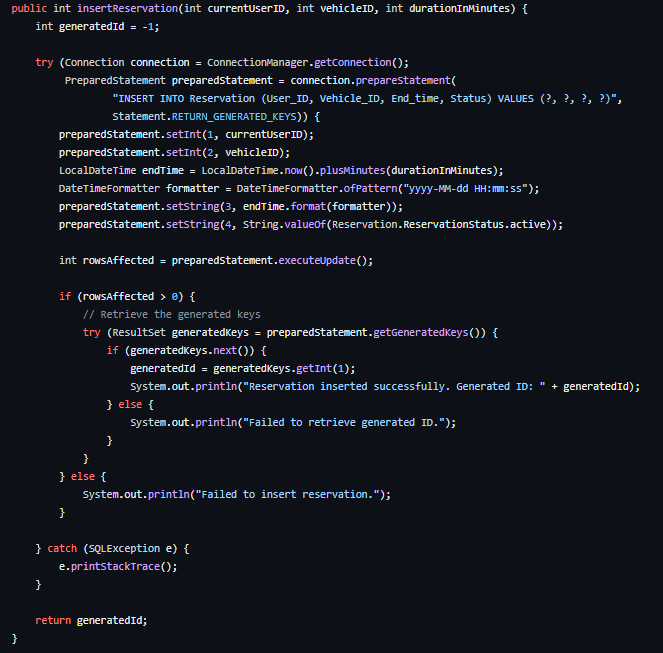 public int insertReservation(int currentUserID, int vehicleID, int durationInMinutes) {
    int generatedId = -1;

    try (Connection connection = ConnectionManager.getConnection();
         PreparedStatement preparedStatement = connection.prepareStatement(
                 "INSERT INTO Reservation (User_ID, Vehicle_ID, End_time, Status) VALUES (?, ?, ?, ?)",
                 Statement.RETURN_GENERATED_KEYS)) {
        preparedStatement.setInt(1, currentUserID);
        preparedStatement.setInt(2, vehicleID);
        LocalDateTime endTime = LocalDateTime.now().plusMinutes(durationInMinutes);
        DateTimeFormatter formatter = DateTimeFormatter.ofPattern("yyyy-MM-dd HH:mm:ss");
        preparedStatement.setString(3, endTime.format(formatter));
        preparedStatement.setString(4, String.valueOf(Reservation.ReservationStatus.active));

        int rowsAffected = preparedStatement.executeUpdate();

        if (rowsAffected > 0) {
            // Retrieve the generated keys
            try (ResultSet generatedKeys = preparedStatement.getGeneratedKeys()) {
                if (generatedKeys.next()) {
                    generatedId = generatedKeys.getInt(1);
                    System.out.println("Reservation inserted successfully. Generated ID: " + generatedId);
                } else {
                    System.out.println("Failed to retrieve generated ID.");
                }
            }
        } else {
            System.out.println("Failed to insert reservation.");
        }

    } catch (SQLException e) {
        e.printStackTrace();
    }

    return generatedId;
}